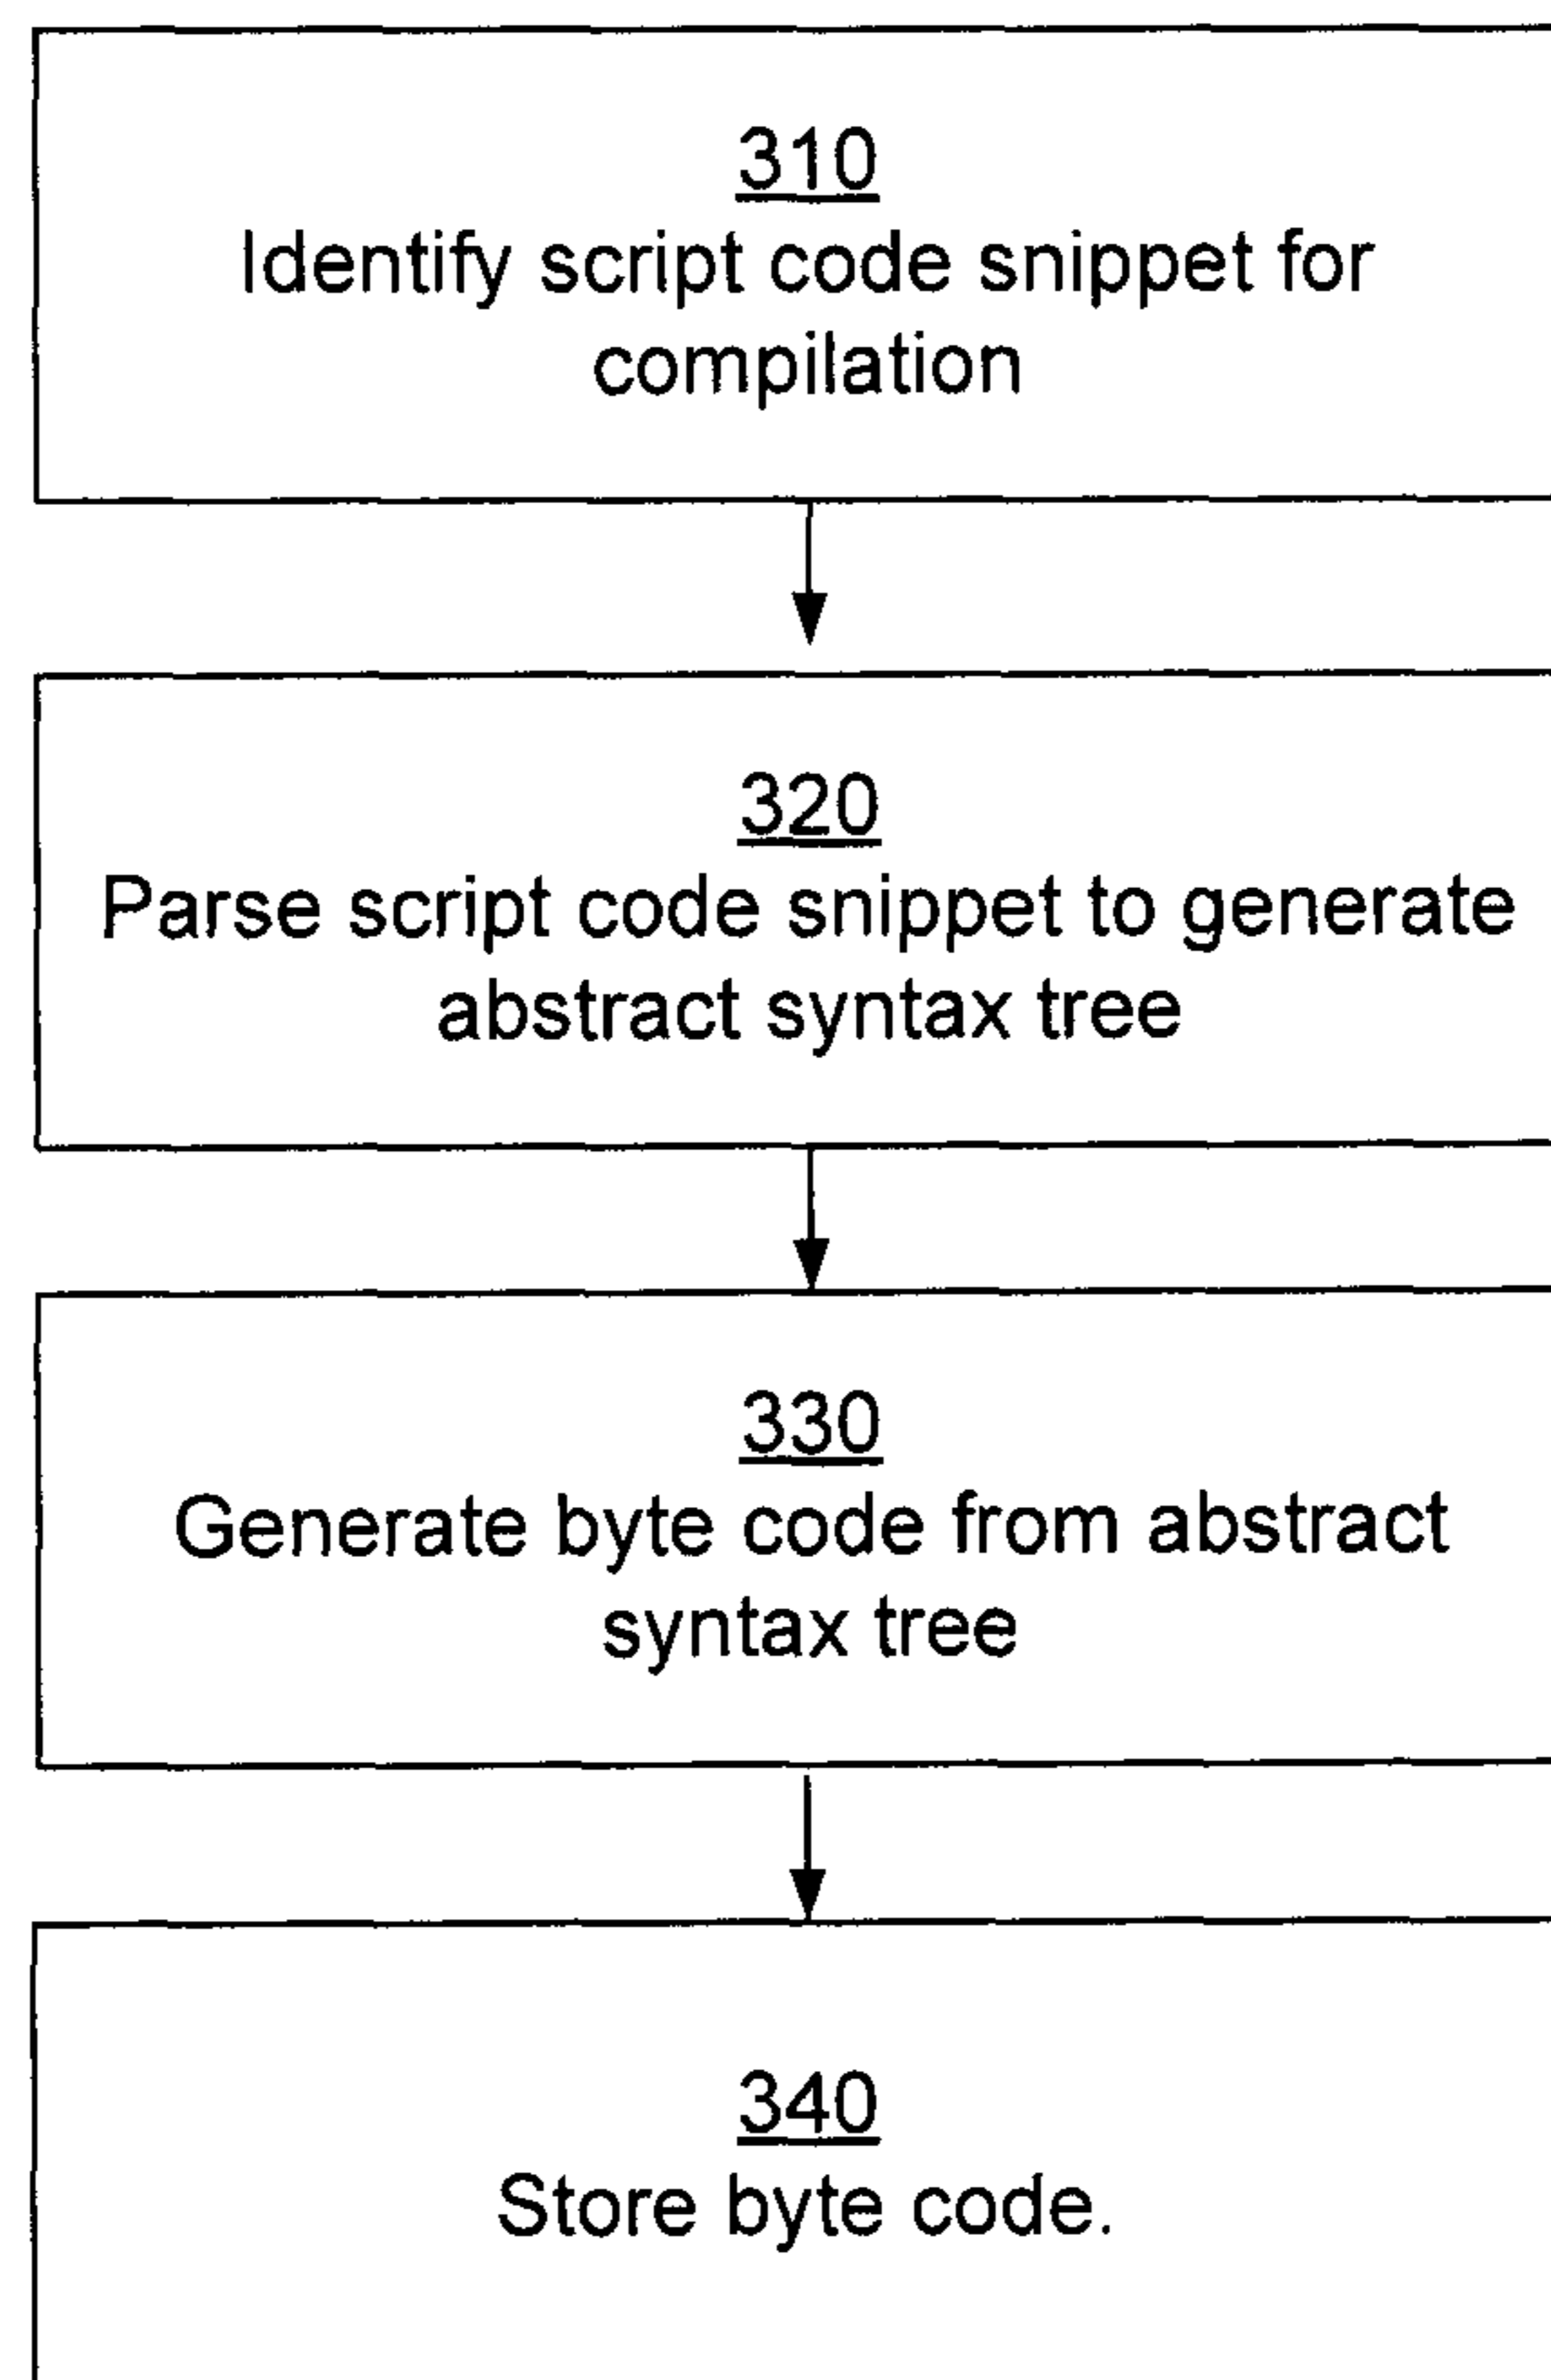 310
Identify script code snippet for
compilation
320
Parse script code snippet to generate
abstract syntax tree
330
Generate byte code from abstract
syntax tree
340
Store byte code.